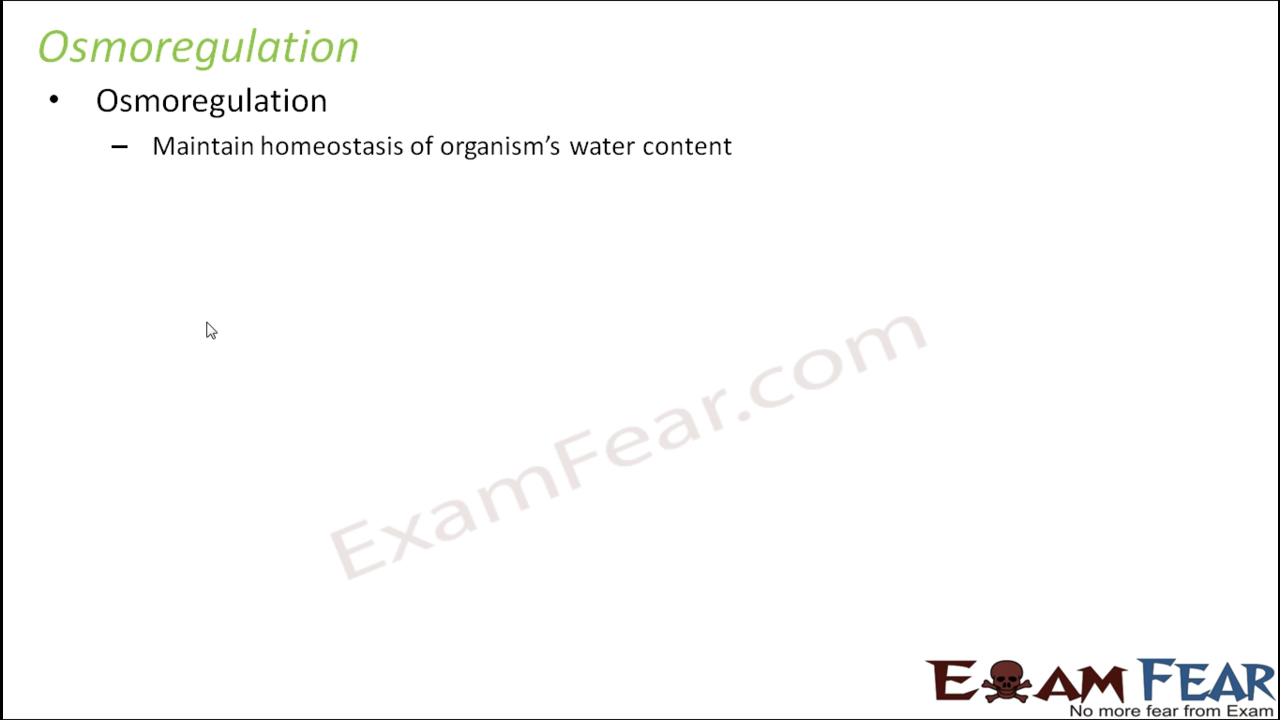 Osmoregulation
• Osmoregulation
– Maintain homeostasis of organism’s water content
ExamFear.com
EXAM FEAR
No more fear from Exam